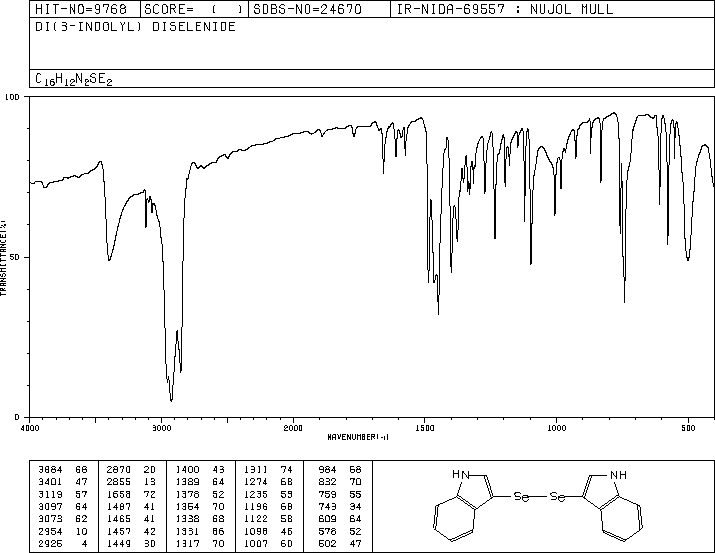 HIT-NO=9768 SCORE= ( ) SDBS-NO=24670 IR-NIDA-69557 : NUJOL MULL
DI(3-INDOLYL) DISELENIDE
C16H12N2SE2
100
50
0
TRANSMITTANCE(%)
4000 3000 2000 1500 1000 500
WAVENUMBER(-1)
3884 68 2870 20 1400 43 1311 74 984 68
3401 47 2855 13 1389 64 1274 68 832 70
3119 57 1658 72 1378 52 1235 53 759 55
3097 64 1487 41 1354 70 1196 68 743 34
3073 62 1465 41 1338 68 1122 58 609 64
2954 10 1457 42 1331 66 1098 46 578 52
2926 4 1449 30 1317 70 1007 60 502 47
HN Se Se NH